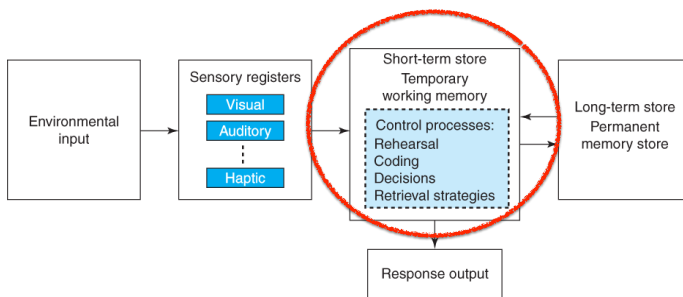 Environmental
input
Sensory registers
Visual
Auditory
Haptic
Short-term store
Temporary
working memory
Control processes:
Rehearsal
Coding
Decisions
Retrieval strategies
Long-term store
Permanent
memory store
Response output